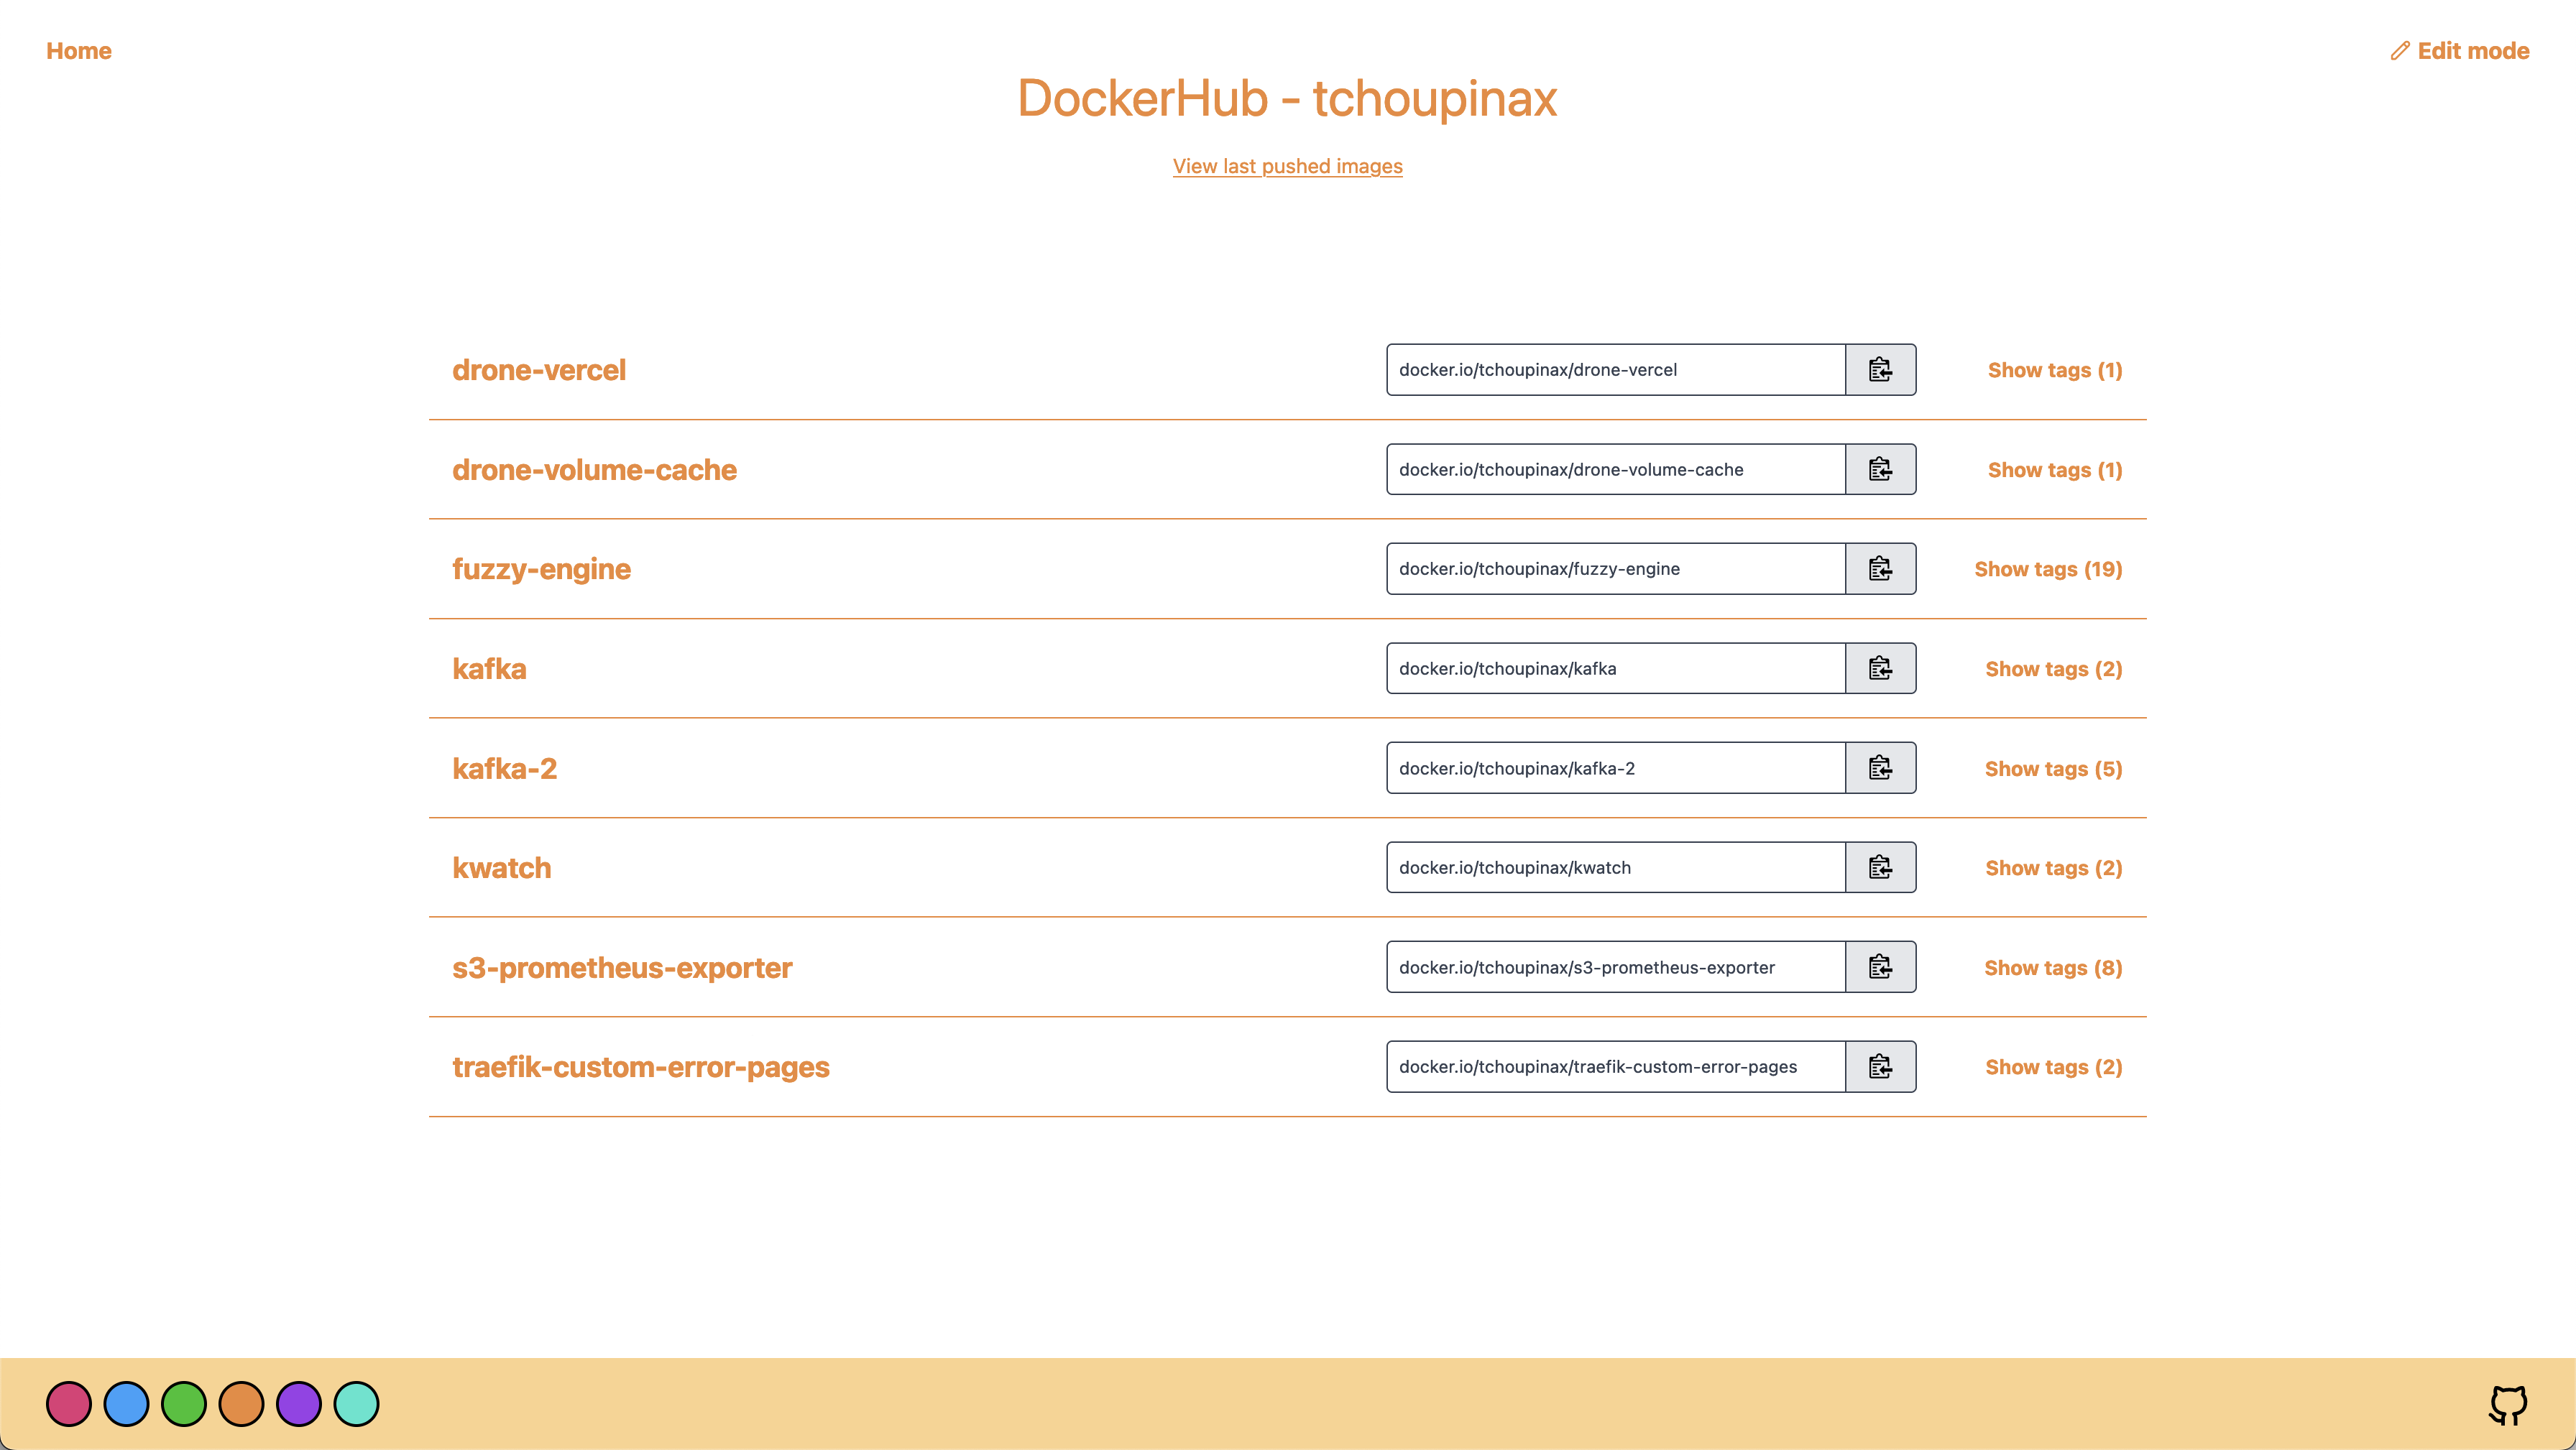 Home
Edit mode
DockerHub - tchoupinax
View last pushed images
drone-vercel docker.io/tchoupinax/drone-vercel Show tags (1)
drone-volume-cache docker.io/tchoupinax/drone-volume-cache Show tags (1)
fuzzy-engine docker.io/tchoupinax/fuzzy-engine Show tags (19)
kafka docker.io/tchoupinax/kafka Show tags (2)
kafka-2 docker.io/tchoupinax/kafka-2 Show tags (5)
kwatch docker.io/tchoupinax/kwatch Show tags (2)
s3-prometheus-exporter docker.io/tchoupinax/s3-prometheus-exporter Show tags (8)
traefik-custom-error-pages docker.io/tchoupinax/traefik-custom-error-pages Show tags (2)